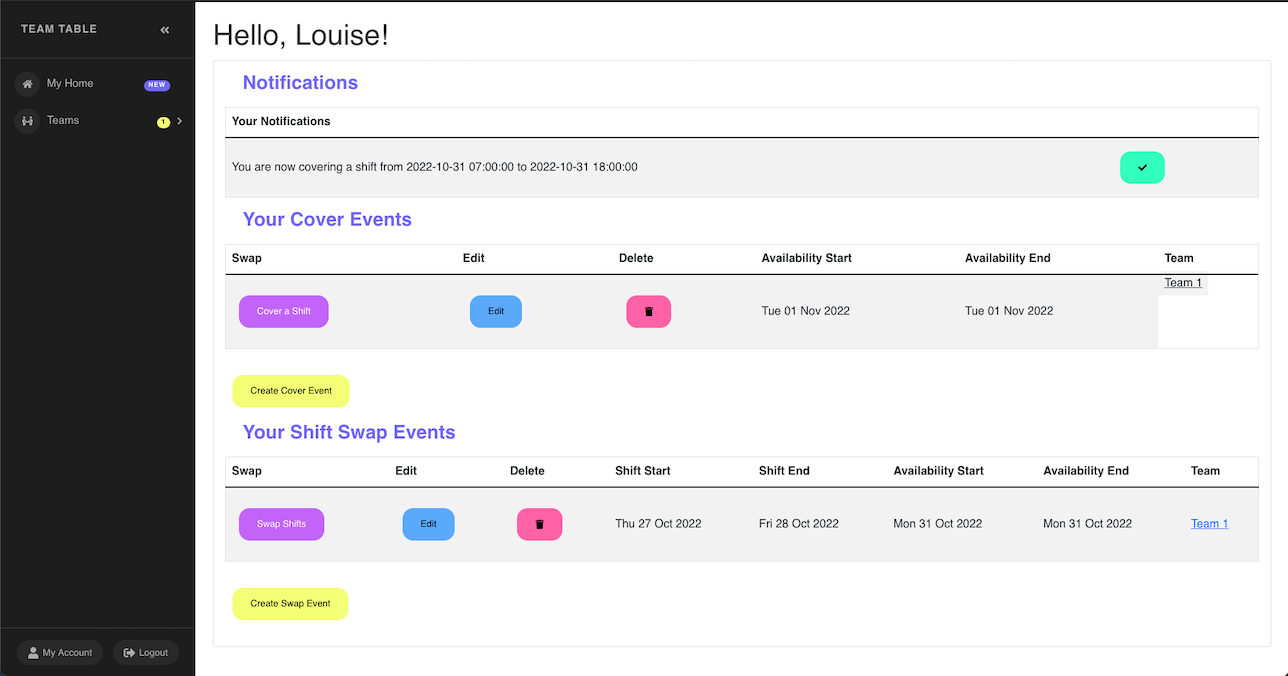 TEAM TABLE
My Home NEW
Teams 1
My Account Logout
Hello, Louise!
Notifications
Your Notifications
You are now covering a shift from 2022-10-31 07:00:00 to 2022-10-31 18:00:00
Your Cover Events
Swap Edit Delete Availability Start Availability End Team
Cover a Shift Edit Tue 01 Nov 2022 Tue 01 Nov 2022 Team 1
Create Cover Event
Your Shift Swap Events
Swap Edit Delete Shift Start Shift End Availability Start Availability End Team
Swap Shifts Edit Thu 27 Oct 2022 Fri 28 Oct 2022 Mon 31 Oct 2022 Mon 31 Oct 2022 Team 1
Create Swap Event